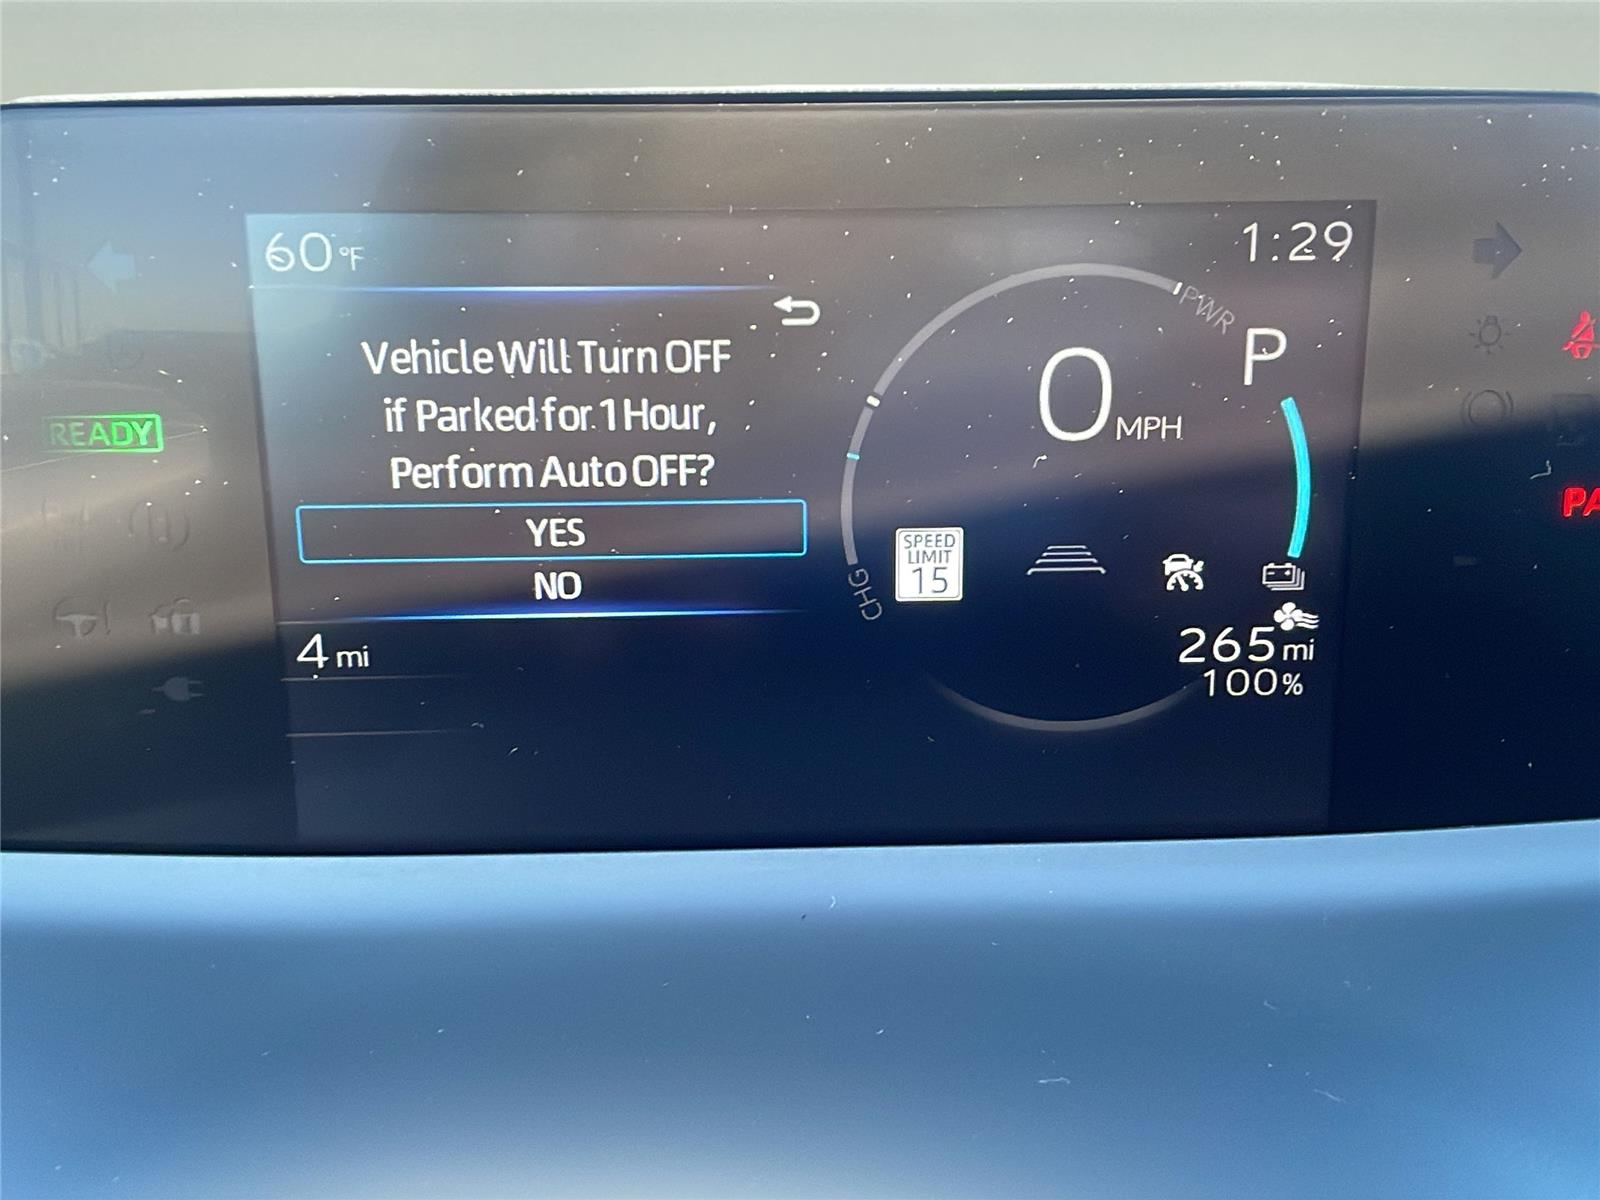 60°F
1:29
Vehicle Will Turn OFF
if Parked for 1 Hour,
Perform Auto OFF?
YES
NO
4 mi
READY
PWR
P
0 MPH
CHG
SPEED
LIMIT
15
265 mi
100%
PA